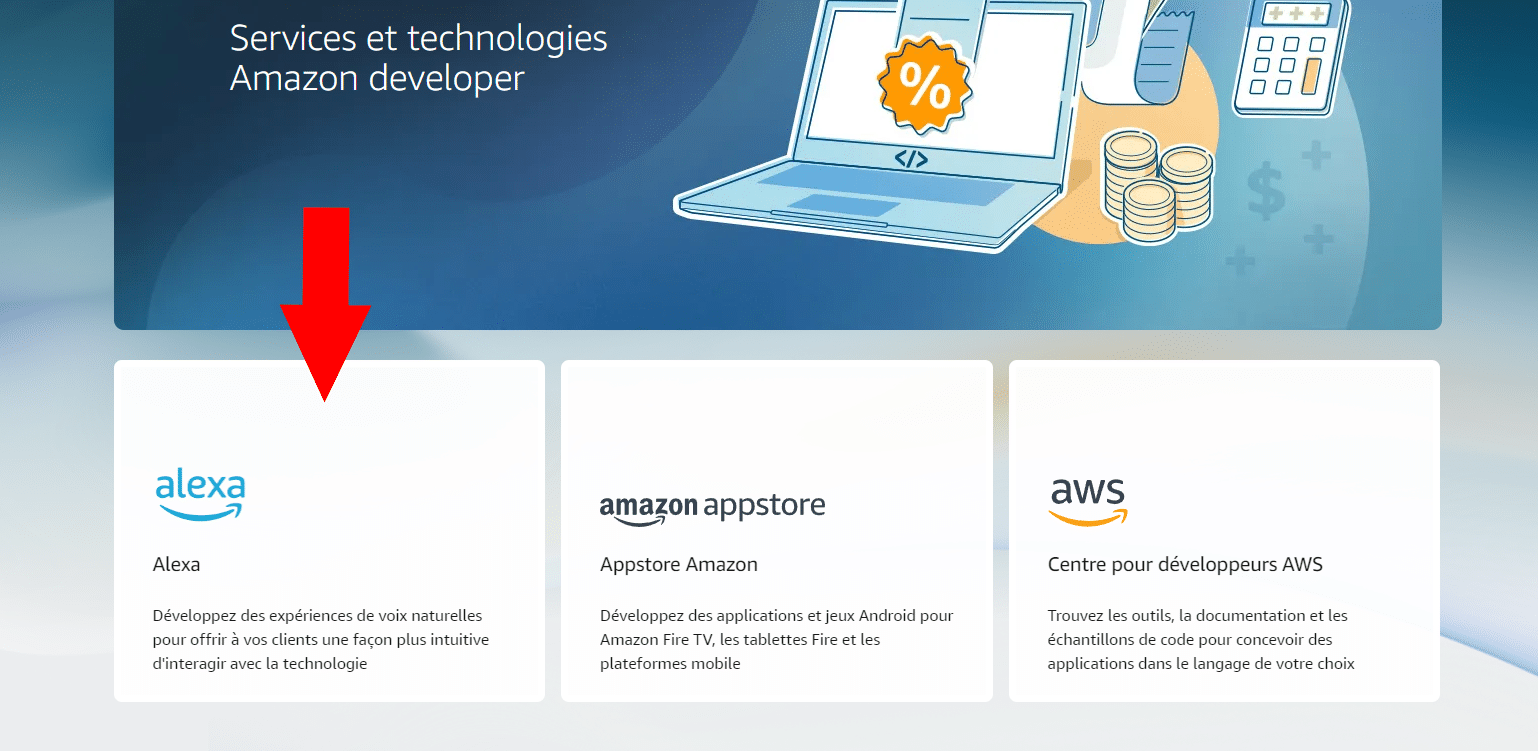 Services et technologies
Amazon developer
%
</>
+++
$
alexa
Alexa
Développez des expériences de voix naturelles
pour offrir à vos clients une façon plus intuitive
d'interagir avec la technologie
amazon appstore
Appstore Amazon
Développez des applications et jeux Android pour
Amazon Fire TV, les tablettes Fire et les
plateformes mobile
aws
Centre pour développeurs AWS
Trouvez les outils, la documentation et les
échantillons de code pour concevoir des
applications dans le langage de votre choix